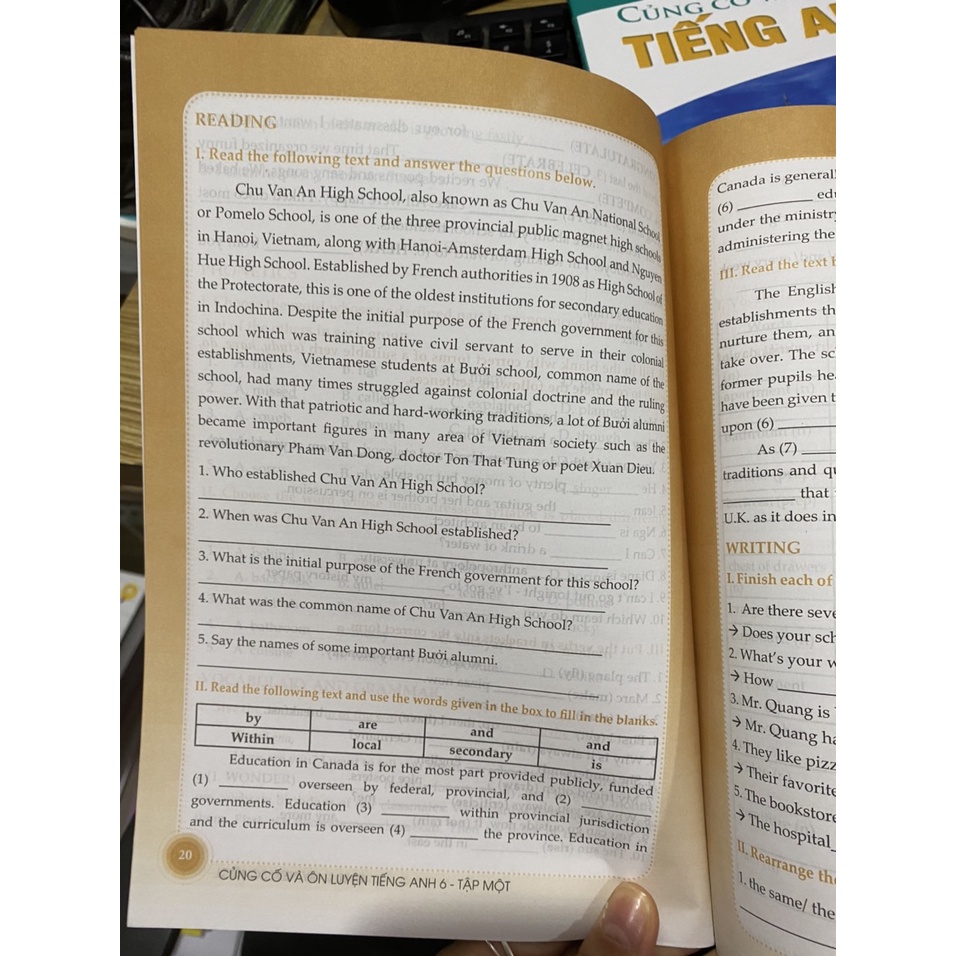 CỦNG CỐ
TIẾNG A
READING
I. Read the following text and answer the questions below.
Chu Van An High School, also known as Chu Van An National School
or Pomelo School, is one of the three provincial public magnet high schools
in Hanoi, Vietnam, along with Hanoi-Amsterdam High School and Nguyen
Hue High School. Established by French authorities in 1908 as High School of
the Protectorate, this is one of the oldest institutions for secondary education
in Indochina. Despite the initial purpose of the French government for this
school which was training native civil servant to serve in their colonial
establishments, Vietnamese students at Bưởi school, common name of the
school, had many times struggled against colonial doctrine and the ruling
power. With that patriotic and hard-working traditions, a lot of Bưởi alumni
became important figures in many area of Vietnam society such as the
revolutionary Pham Van Dong, doctor Ton That Tung or poet Xuan Dieu.
1. Who established Chu Van An High School?
2. When was Chu Van An High School established?
3. What is the initial purpose of the French government for this school?
4. What was the common name of Chu Van An High School?
5. Say the names of some important Bưởi alumni.
II. Read the following text and use the words given in the box to fill in the blanks.
by are and and
Within local secondary is
Education in Canada is for the most part provided publicly, funded
(1) __________ overseen by federal, provincial, and (2) __________
governments. Education (3) __________ within provincial jurisdiction
and the curriculum is overseen (4) __________ the province. Education in
20
CỦNG CỐ VÀ ÔN LUYỆN TIẾNG ANH 6 - TẬP MỘT
Canada is general
(6) __________ edu
under the ministry
administering the
III. Read the text b
The English
establishments th
nurture them, an
take over. The sc
former pupils he
have been given t
upon (6) __________
As (7) ______
traditions and qu
__________ that
U.K. as it does in
WRITING
I. Finish each of
1. Are there seve
→ Does your sch
2. What's your w
→ How __________
3. Mr. Quang is
→ Mr. Quang ha
4. They like pizz
→ Their favorite
5. The bookstore
→ The hospital
II. Rearrange the
1. the same/ the